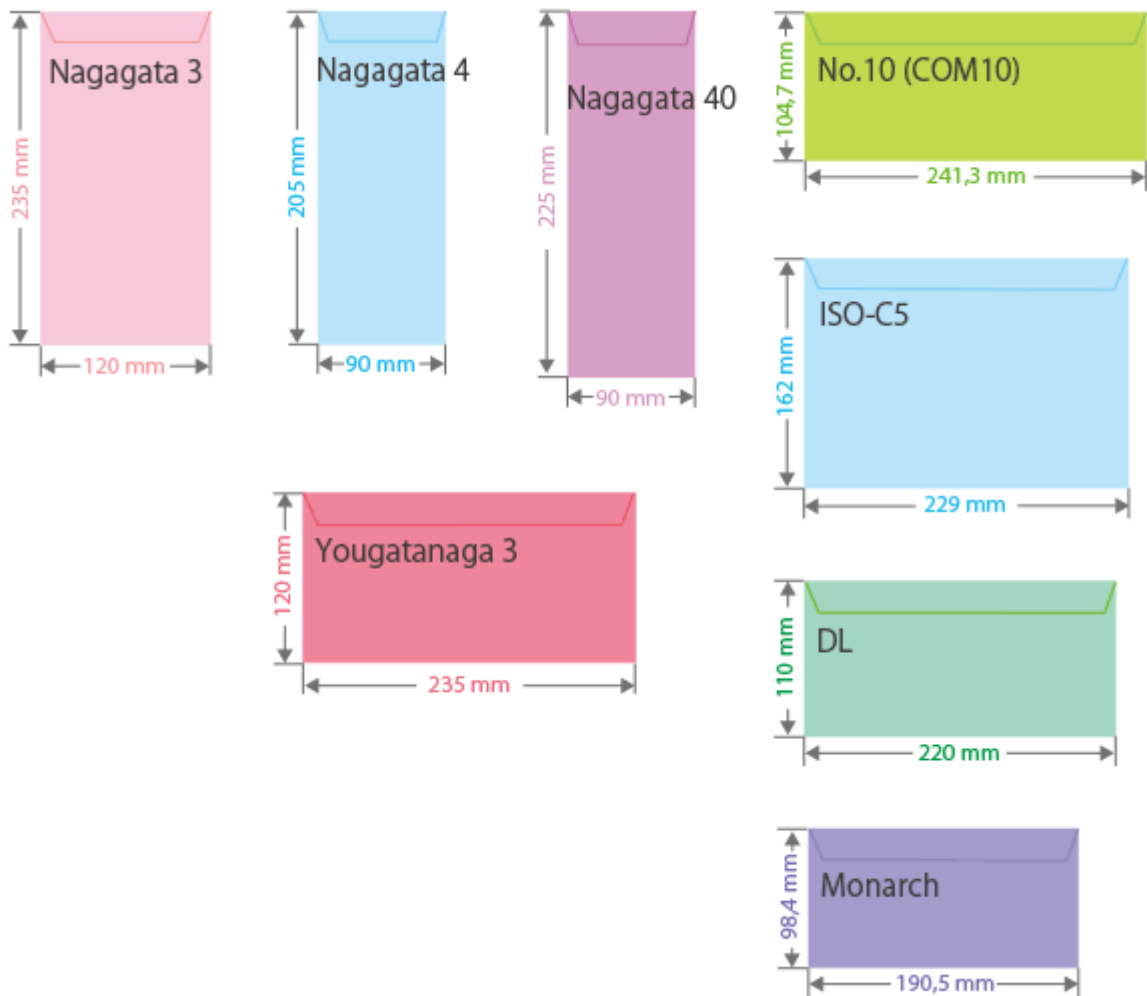 Nagagata 3
235 mm
120 mm
Nagagata 4
205 mm
90 mm
Nagagata 40
225 mm
90 mm
No.10 (COM10)
104,7 mm
241,3 mm
ISO-C5
162 mm
229 mm
Yougatanaga 3
120 mm
235 mm
DL
110 mm
220 mm
Monarch
98,4 mm
190,5 mm